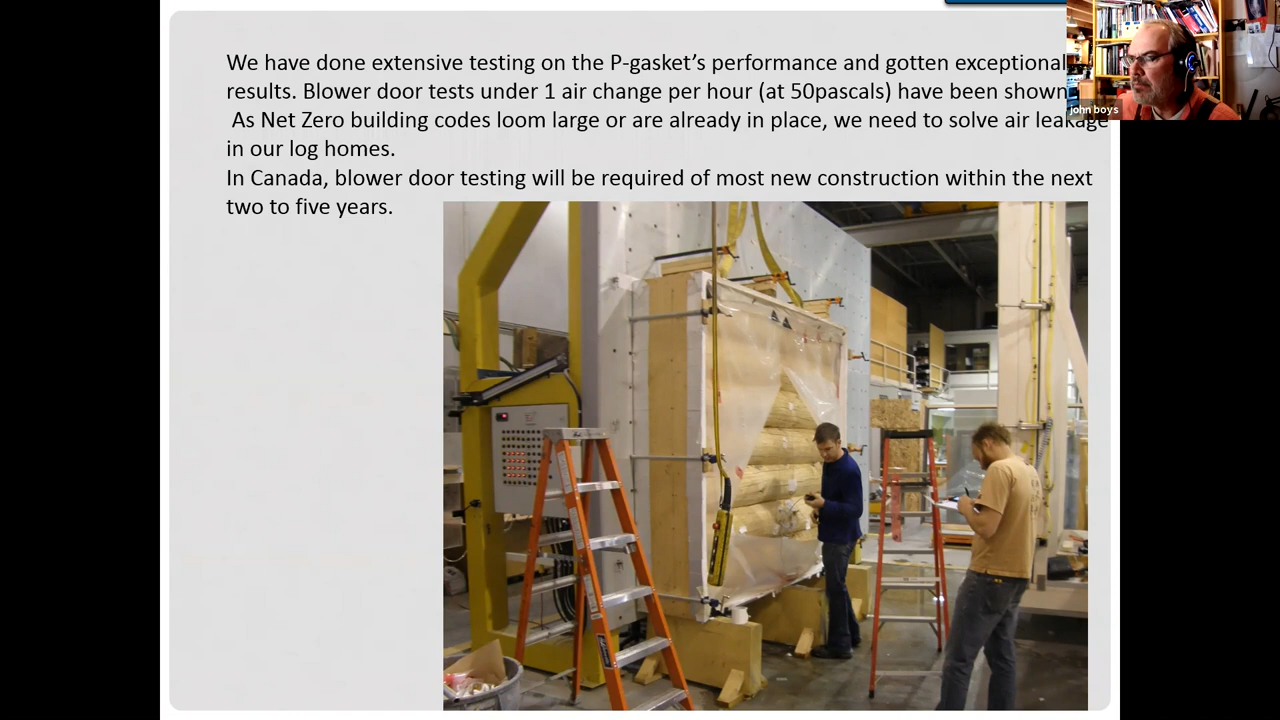 We have done extensive testing on the P-gasket’s performance and gotten exceptional
results. Blower door tests under 1 air change per hour (at 50pascals) have been shown
As Net Zero building codes loom large or are already in place, we need to solve air leakage
in our log homes.
In Canada, blower door testing will be required of most new construction within the next
two to five years.
john boys